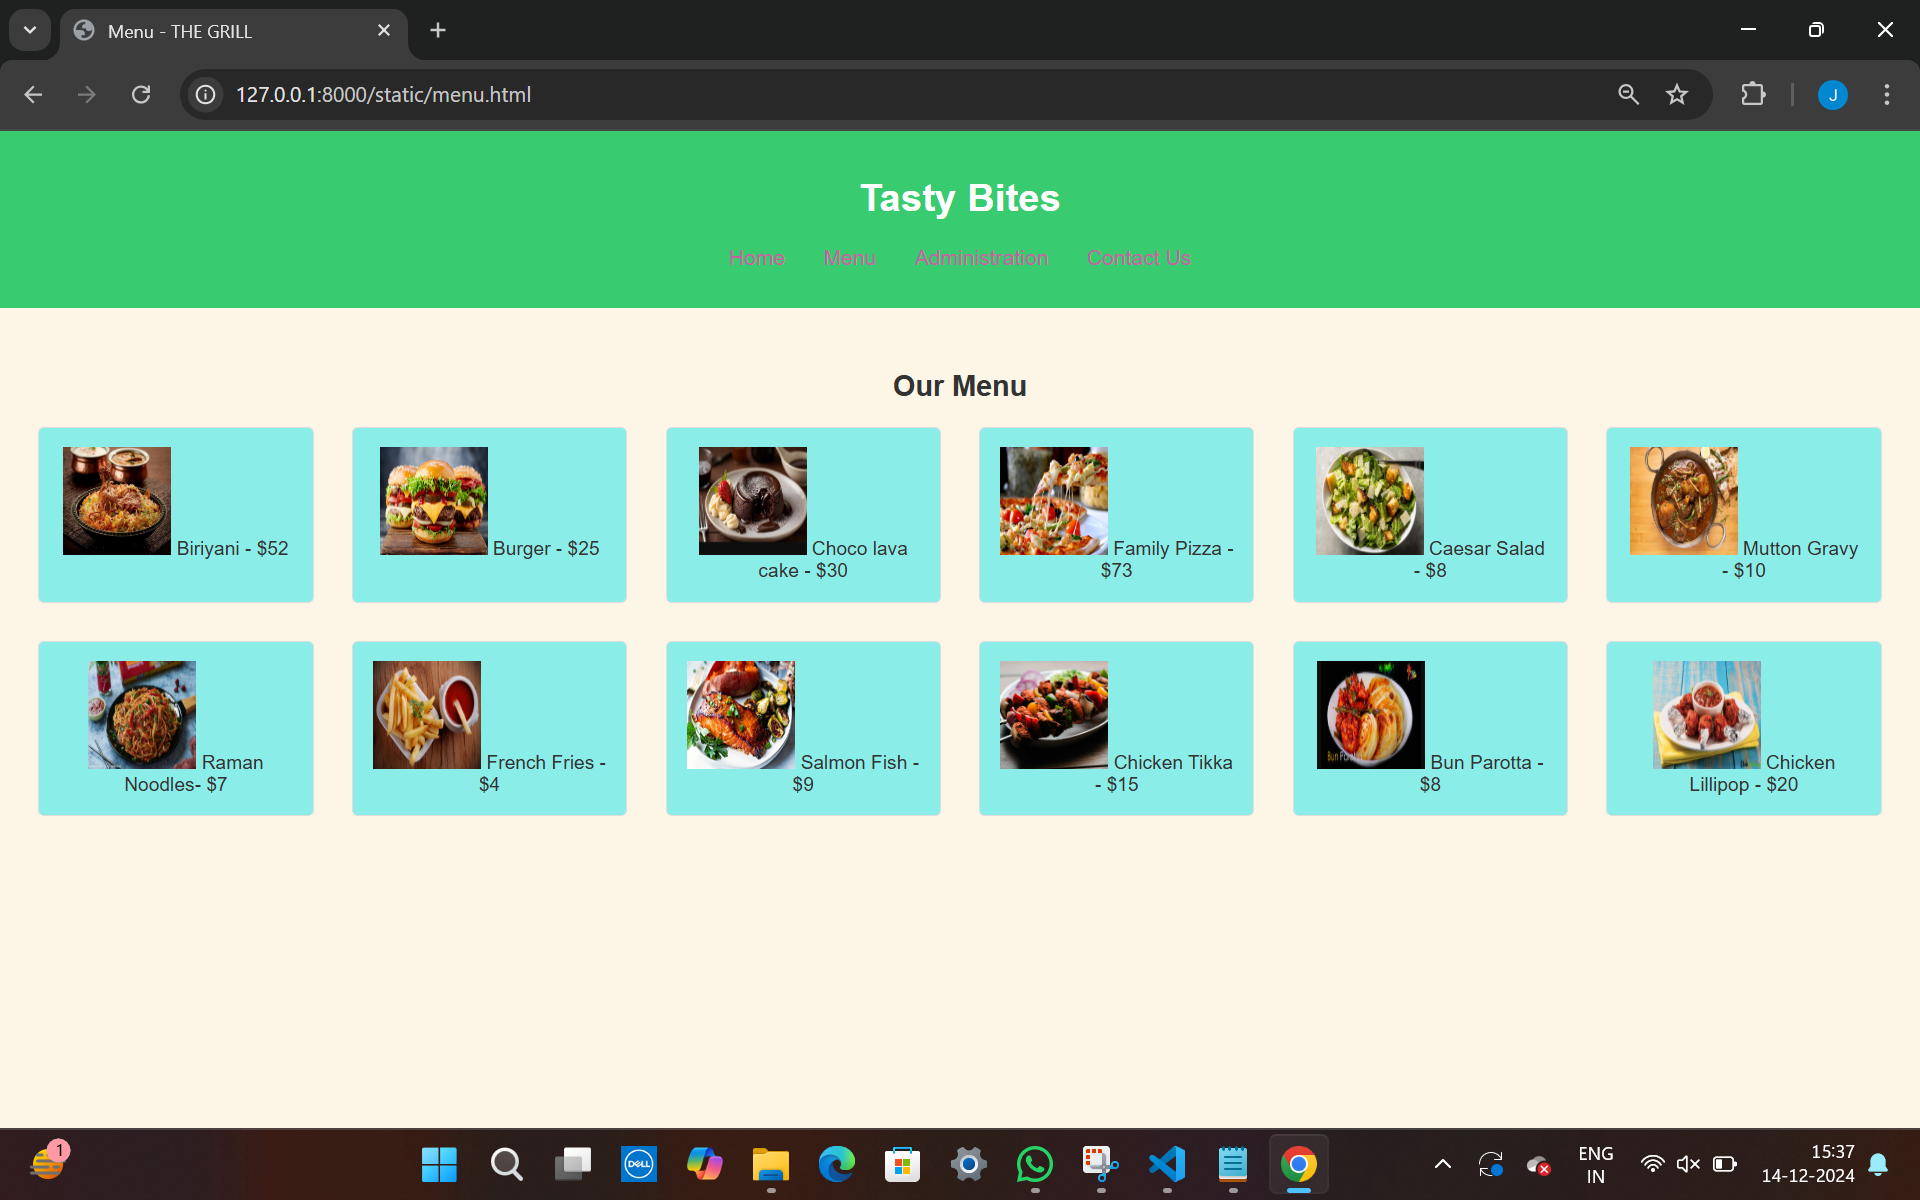 Menu - THE GRILL
127.0.0.1:8000/static/menu.html
J
Tasty Bites
Home Menu Administration Contact Us
Our Menu
Biriyani - $52
Burger - $25
Choco lava
cake - $30
Family Pizza -
$73
Caesar Salad
- $8
Mutton Gravy
- $10
Raman
Noodles- $7
French Fries -
$4
Salmon Fish -
$9
Chicken Tikka
- $15
Bun Parotta -
$8
Chicken
Lillipop - $20
1
DELL
ENG
IN
15:37
14-12-2024